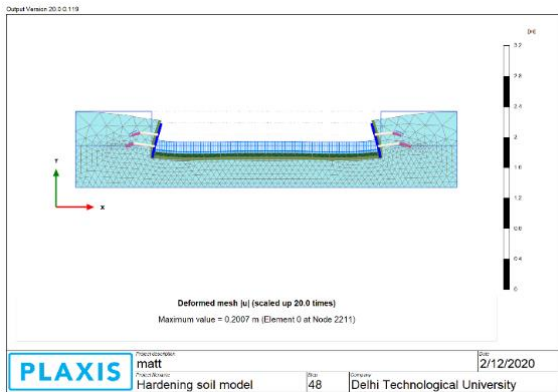 Output Version 20.0.0.119
[m]
3.2
2.8
2.4
2
1.6
1.2
0.8
0.4
0
Y
X
Deformed mesh |u| (scaled up 20.0 times)
Maximum value = 0.2007 m (Element 0 at Node 2211)
PLAXIS
Project description
matt
Date
2/12/2020
Project filename
Hardening soil model
Step
48
Company
Delhi Technological University